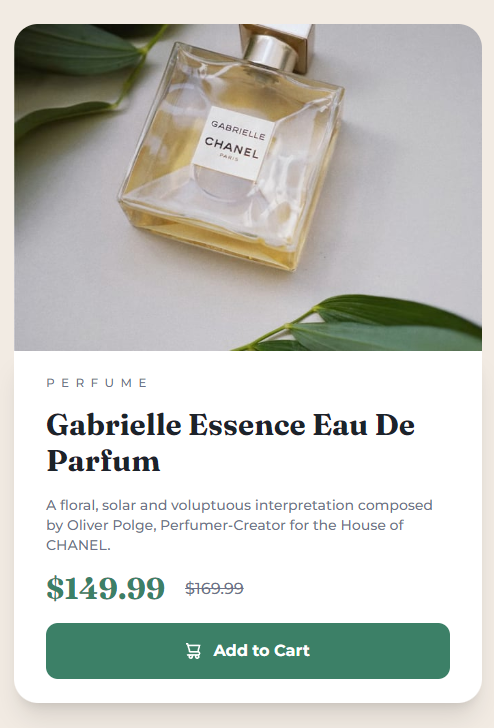 GABRIELLE
CHANEL
PARIS
PERFUME
Gabrielle Essence Eau De
Parfum
A floral, solar and voluptuous interpretation composed
by Oliver Polge, Perfumer-Creator for the House of
CHANEL.
$149.99 $169.99
Add to Cart